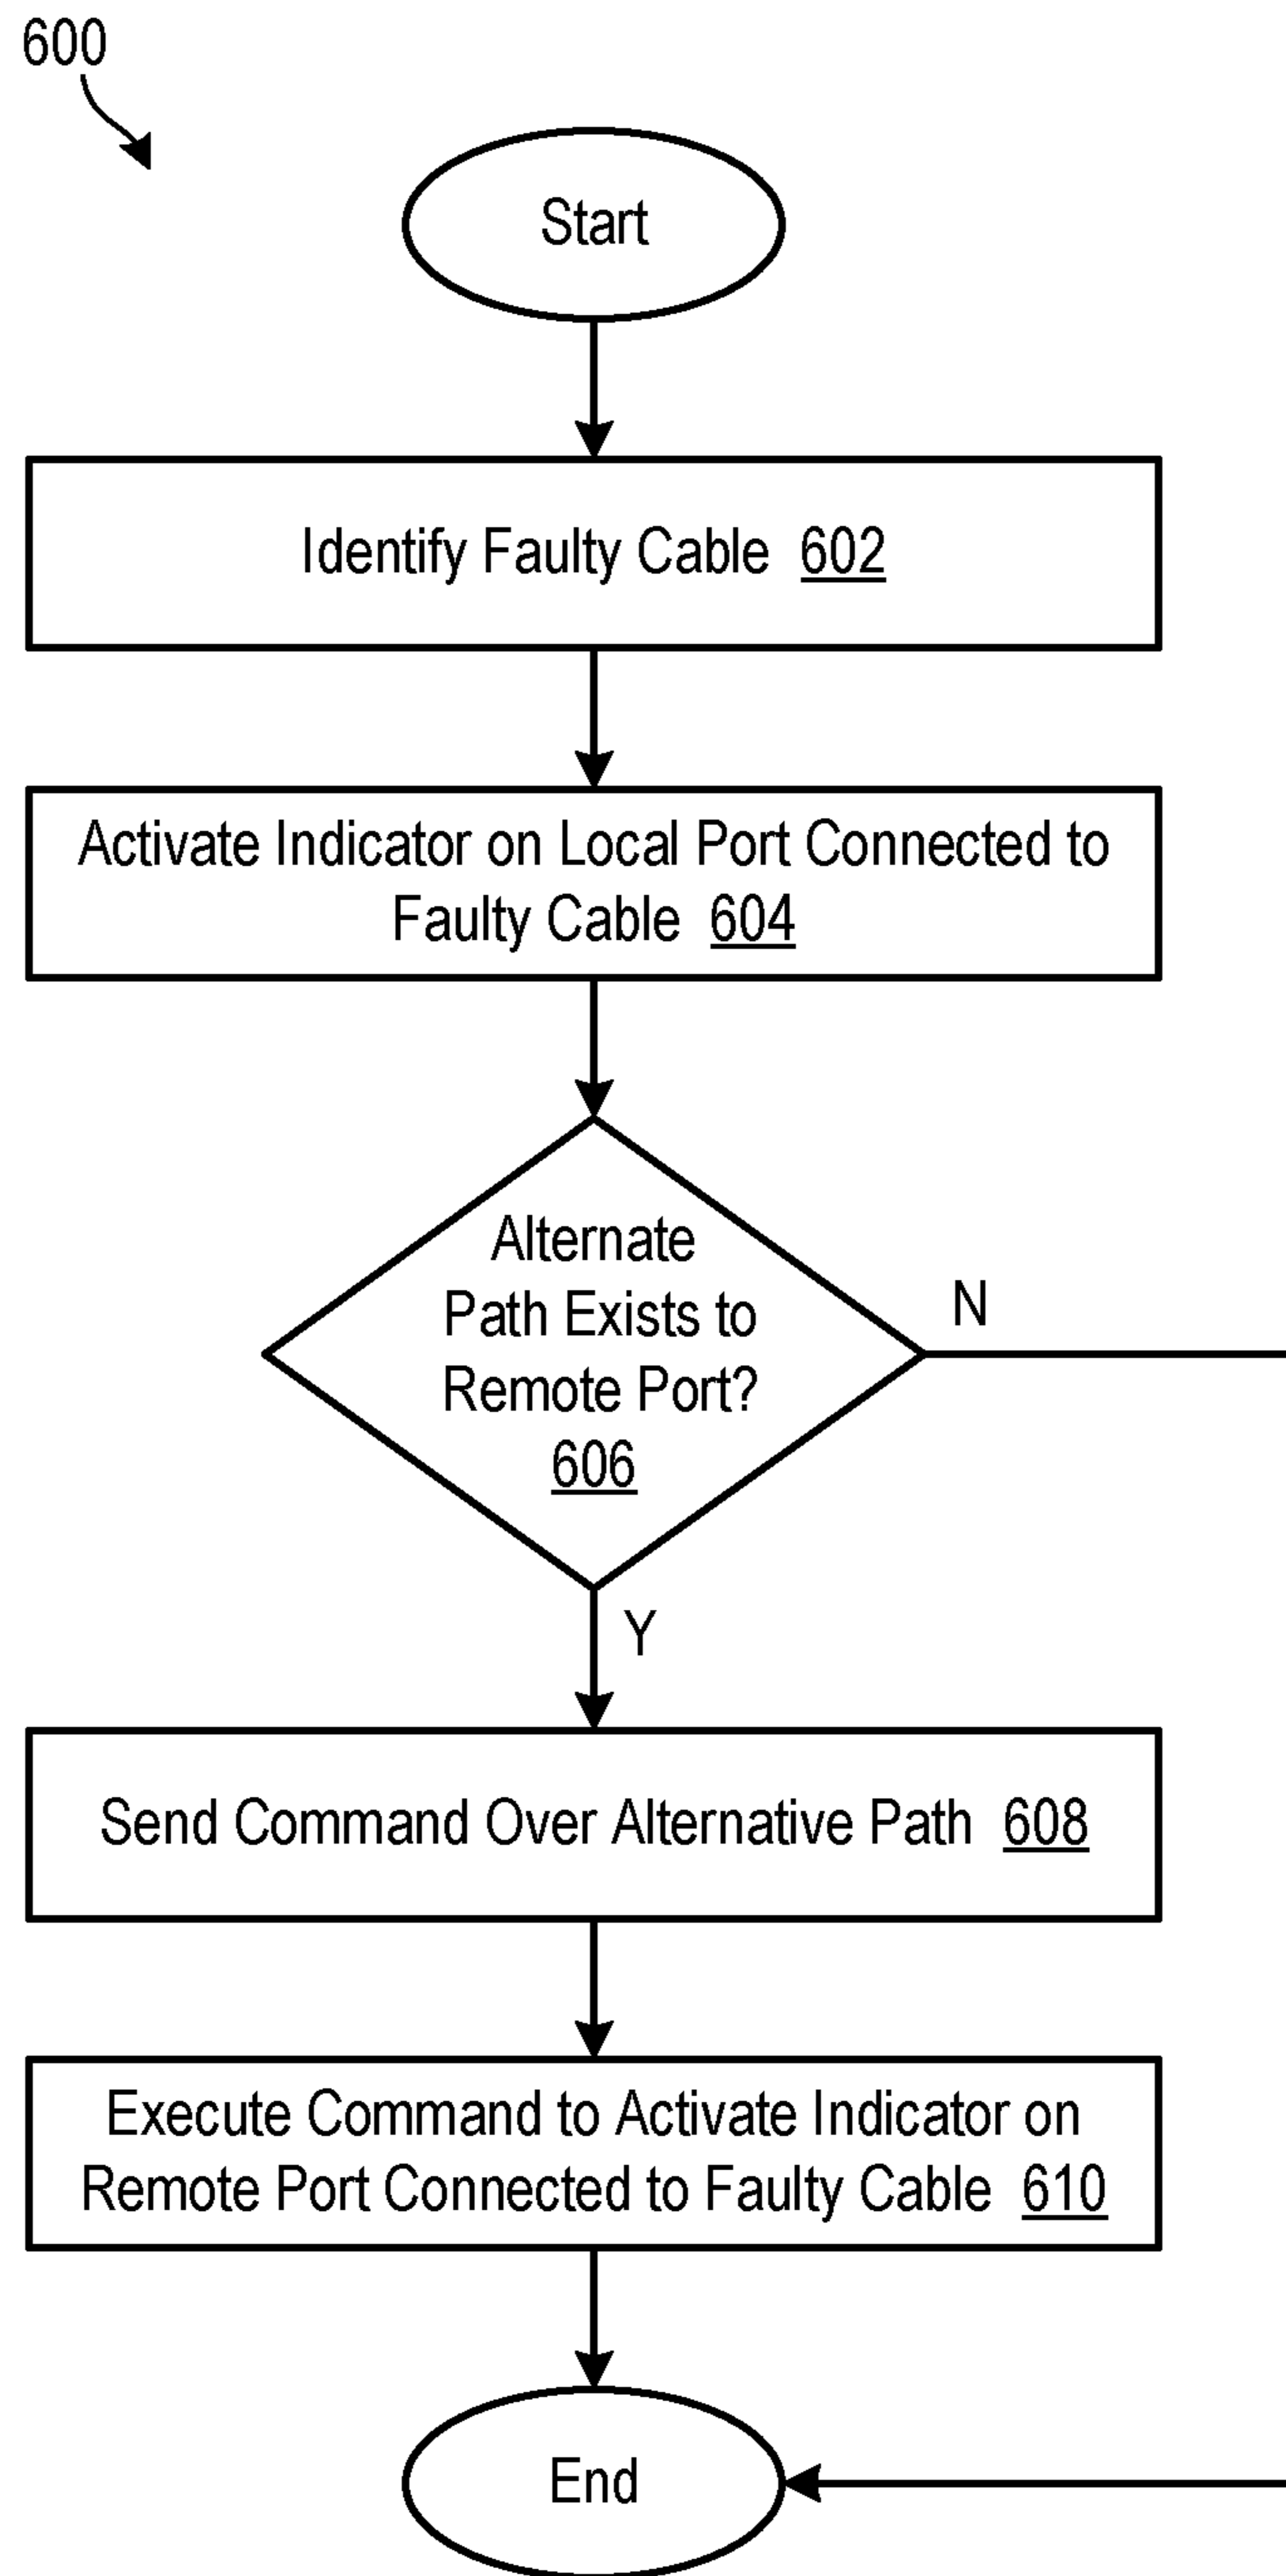 600
Start
Identify Faulty Cable 602
Activate Indicator on Local Port Connected to
Faulty Cable 604
Alternate
Path Exists to
Remote Port?
606
N
Y
Send Command Over Alternative Path 608
Execute Command to Activate Indicator on
Remote Port Connected to Faulty Cable 610
End